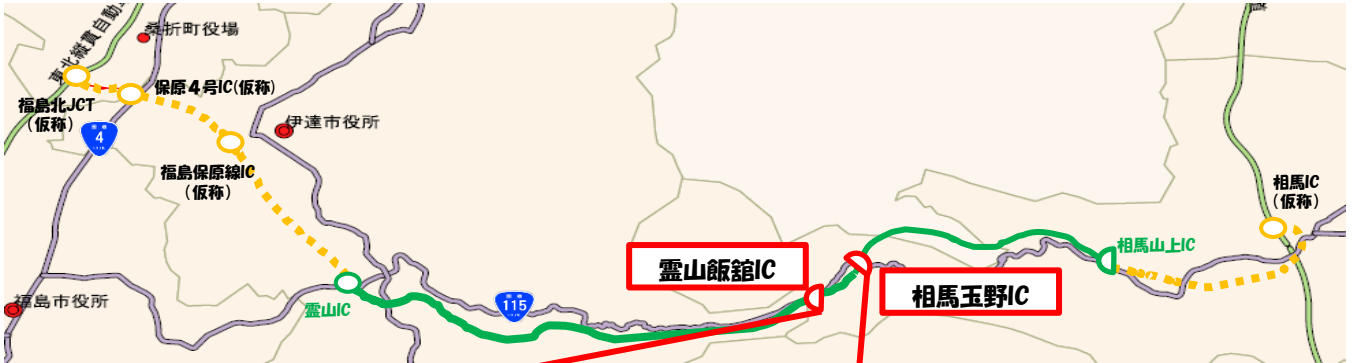 桑折町役場
東北縦貫自動
保原4号IC(仮称)
福島北JCT
(仮称)
国道
4
伊達市役所
福島保原線IC
(仮称)
相馬IC
(仮称)
霊山飯舘IC
相馬山上IC
相馬玉野IC
福島市役所
霊山IC
国道
115